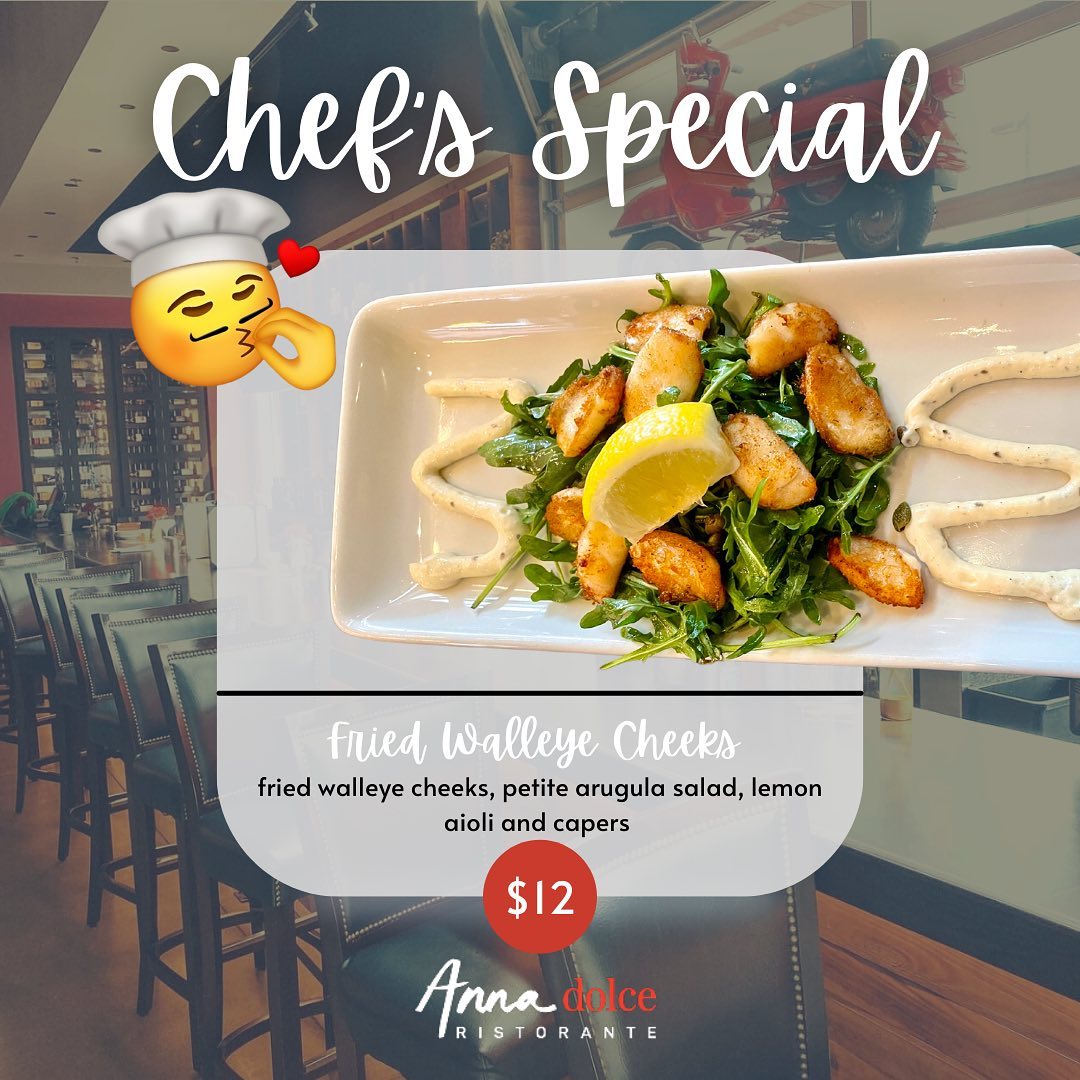 Chef's Special
Fried Walleye Cheeks
fried walleye cheeks, petite arugula salad, lemon
aioli and capers
$12
Anna dolce
RISTORANTE